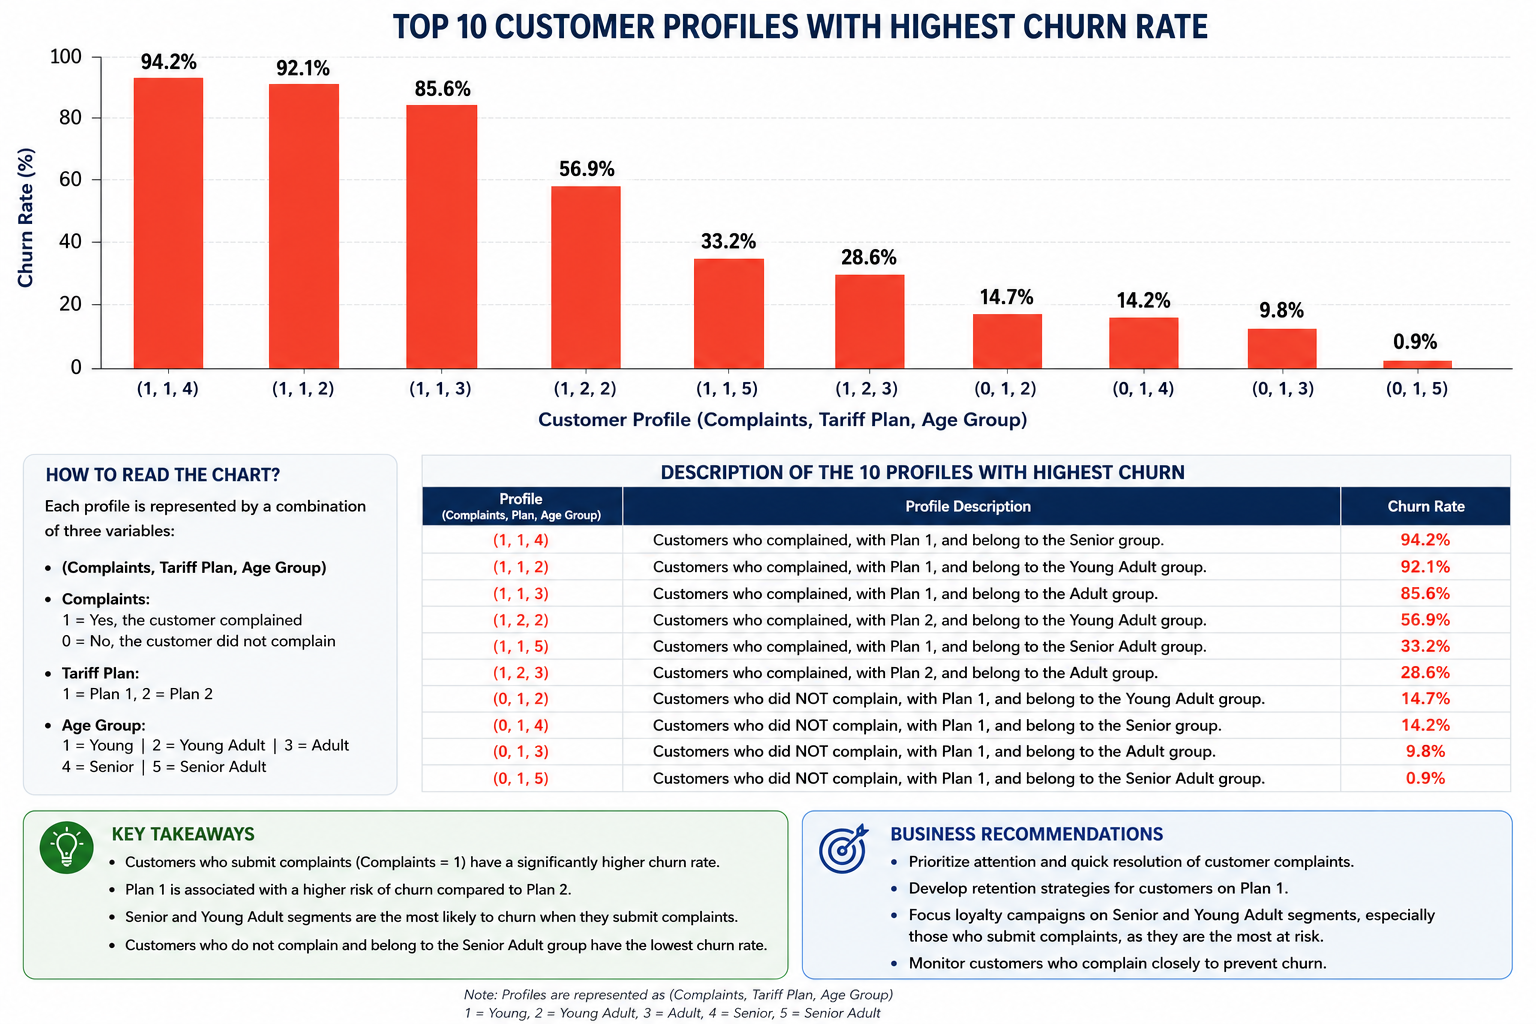 TOP 10 CUSTOMER PROFILES WITH HIGHEST CHURN RATE
Churn Rate (%)
100
80
60
40
20
0
94.2%
92.1%
85.6%
56.9%
33.2%
28.6%
14.7%
14.2%
9.8%
0.9%
(1, 1, 4)
(1, 1, 2)
(1, 1, 3)
(1, 2, 2)
(1, 1, 5)
(1, 2, 3)
(0, 1, 2)
(0, 1, 4)
(0, 1, 3)
(0, 1, 5)
Customer Profile (Complaints, Tariff Plan, Age Group)
HOW TO READ THE CHART?
Each profile is represented by a combination
of three variables:
• (Complaints, Tariff Plan, Age Group)
• Complaints:
1 = Yes, the customer complained
0 = No, the customer did not complain
• Tariff Plan:
1 = Plan 1, 2 = Plan 2
• Age Group:
1 = Young | 2 = Young Adult | 3 = Adult
4 = Senior | 5 = Senior Adult
DESCRIPTION OF THE 10 PROFILES WITH HIGHEST CHURN
Profile
(Complaints, Plan, Age Group)
Profile Description
Churn Rate
(1, 1, 4) Customers who complained, with Plan 1, and belong to the Senior group. 94.2%
(1, 1, 2) Customers who complained, with Plan 1, and belong to the Young Adult group. 92.1%
(1, 1, 3) Customers who complained, with Plan 1, and belong to the Adult group. 85.6%
(1, 2, 2) Customers who complained, with Plan 2, and belong to the Young Adult group. 56.9%
(1, 1, 5) Customers who complained, with Plan 1, and belong to the Senior Adult group. 33.2%
(1, 2, 3) Customers who complained, with Plan 2, and belong to the Adult group. 28.6%
(0, 1, 2) Customers who did NOT complain, with Plan 1, and belong to the Young Adult group. 14.7%
(0, 1, 4) Customers who did NOT complain, with Plan 1, and belong to the Senior group. 14.2%
(0, 1, 3) Customers who did NOT complain, with Plan 1, and belong to the Adult group. 9.8%
(0, 1, 5) Customers who did NOT complain, with Plan 1, and belong to the Senior Adult group. 0.9%
KEY TAKEAWAYS
• Customers who submit complaints (Complaints = 1) have a significantly higher churn rate.
• Plan 1 is associated with a higher risk of churn compared to Plan 2.
• Senior and Young Adult segments are the most likely to churn when they submit complaints.
• Customers who do not complain and belong to the Senior Adult group have the lowest churn rate.
BUSINESS RECOMMENDATIONS
• Prioritize attention and quick resolution of customer complaints.
• Develop retention strategies for customers on Plan 1.
• Focus loyalty campaigns on Senior and Young Adult segments, especially
those who submit complaints, as they are the most at risk.
• Monitor customers who complain closely to prevent churn.
Note: Profiles are represented as (Complaints, Tariff Plan, Age Group)
1 = Young, 2 = Young Adult, 3 = Adult, 4 = Senior, 5 = Senior Adult